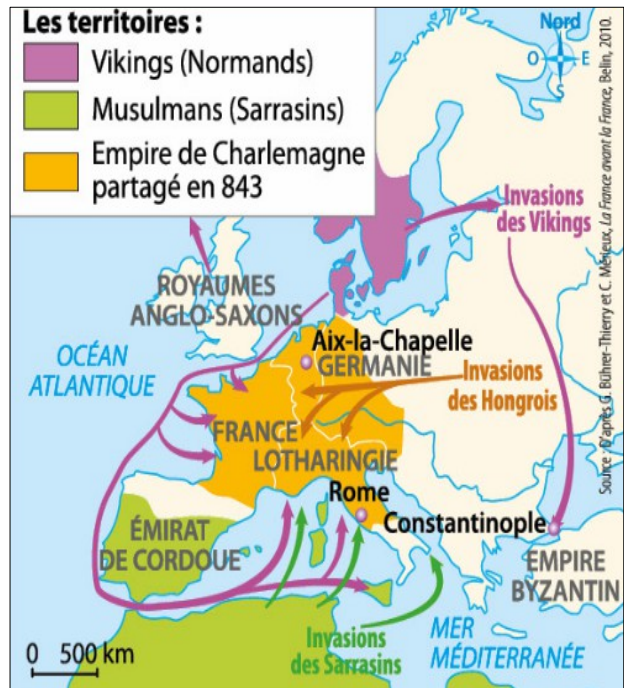 Les territoires :
Vikings (Normands)
Musulmans (Sarrasins)
Empire de Charlemagne
partagé en 843
Nord
O
E
S
Invasions
des Vikings
ROYAUMES
ANGLO-SAXONS
OCÉAN
ATLANTIQUE
Aix-la-Chapelle
GERMANIE
Invasions
des Hongrois
FRANCE
LOTHARINGIE
Rome
Constantinople
ÉMIRAT
DE CORDOUE
EMPIRE
BYZANTIN
Invasions
des Sarrasins
MER
MÉDITERRANÉE
0 500 km
Source : D'après G. Bührer-Thierry et C. Mérieux, La France avant la France, Belin, 2010.